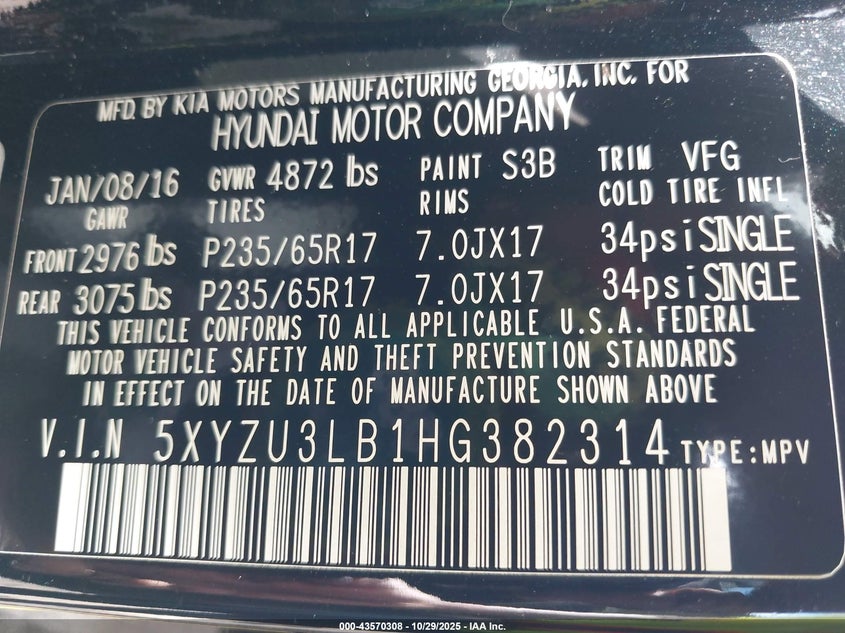 MFD. BY KIA MOTORS MANUFACTURING GEORGIA, INC. FOR
HYUNDAI MOTOR COMPANY
JAN/08/16 GVWR 4872 lbs PAINT S3B TRIM VFG
GAWR TIRES RIMS COLD TIRE INFL
FRONT 2976 lbs P235/65R17 7.0JX17 34psi SINGLE
REAR 3075 lbs P235/65R17 7.0JX17 34psi SINGLE
THIS VEHICLE CONFORMS TO ALL APPLICABLE U.S.A. FEDERAL
MOTOR VEHICLE SAFETY AND THEFT PREVENTION STANDARDS
IN EFFECT ON THE DATE OF MANUFACTURE SHOWN ABOVE
V.I.N 5XYZU3LB1HG382314 TYPE:MPV
000-43570308 - 10/29/2025 - IAA Inc.